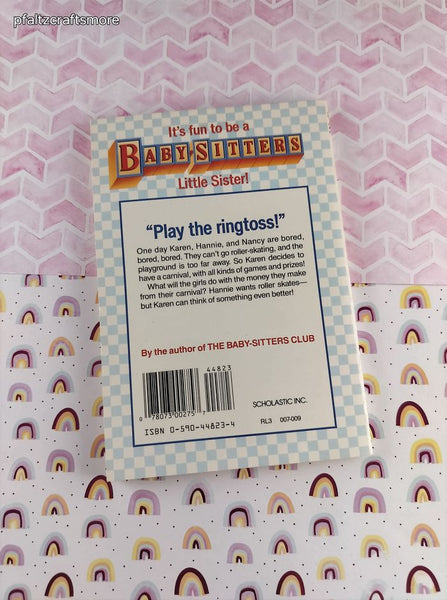 pfaltzcraftsmore
It's fun to be a
BABY-SITTERS
Little Sister!
"Play the ringtoss!"
One day Karen, Hannie, and Nancy are bored,
bored, bored. They can't go roller-skating, and the
playground is too far away. So Karen decides to
have a carnival, with all kinds of games and prizes!
What will the girls do with the money they make
from their carnival? Hannie wants roller skates—
but Karen can think of something even better!
By the author of THE BABY-SITTERS CLUB
44823
0 78073 00275 7
ISBN 0-590-44823-4
SCHOLASTIC INC.
RL3 007-009